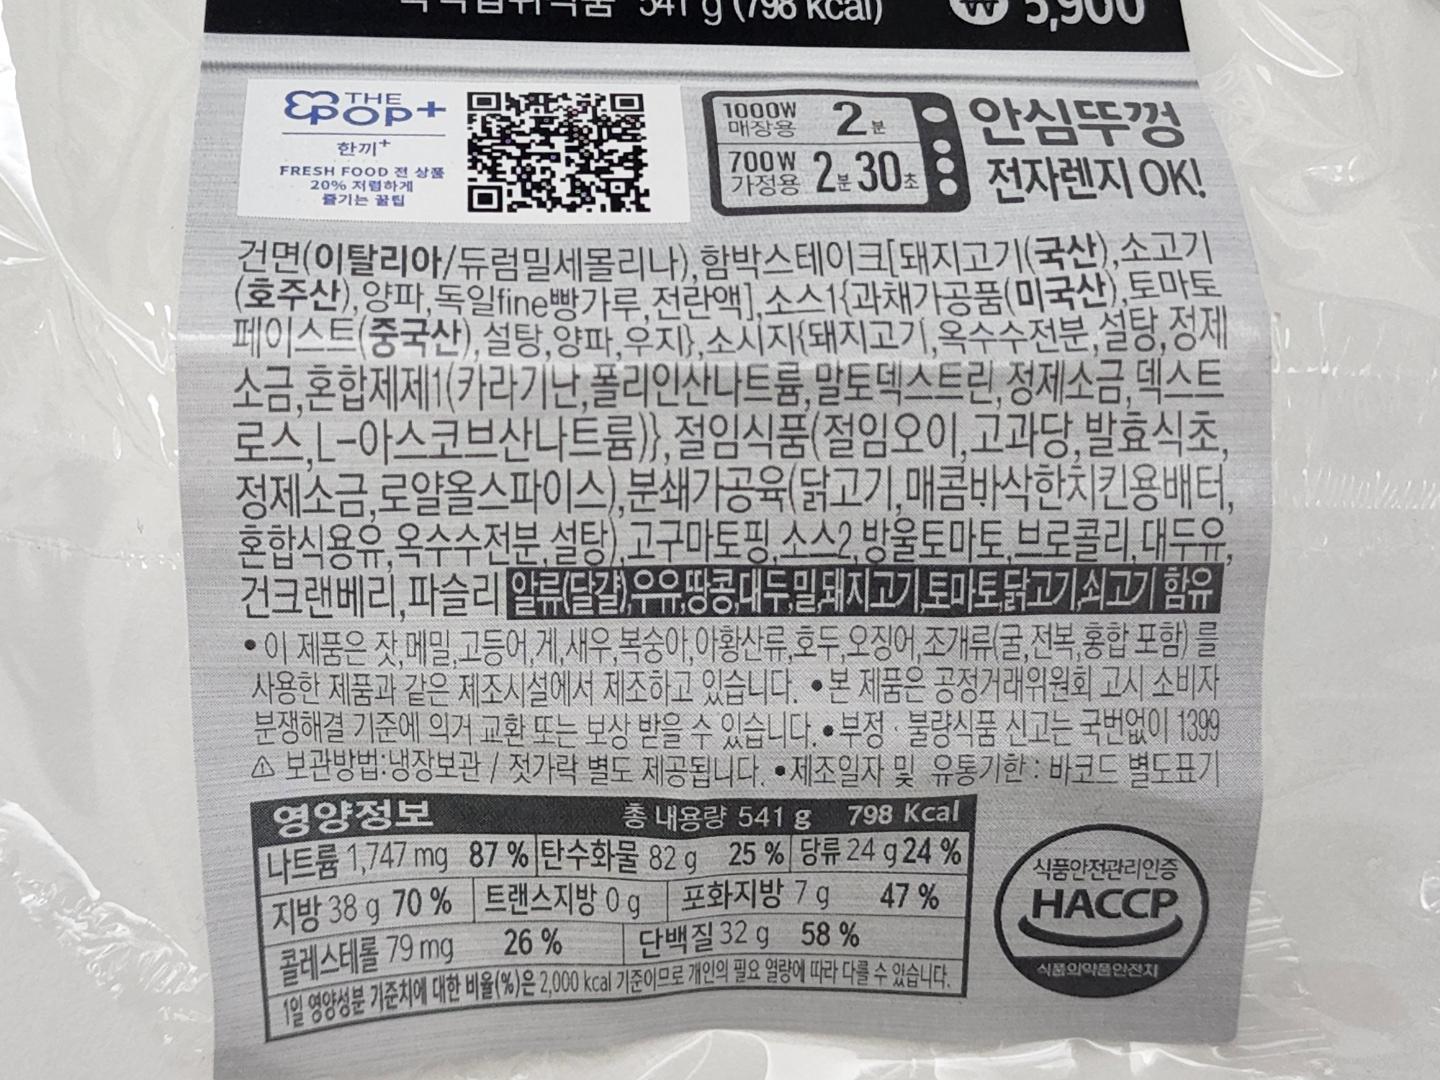 541 g (798 kcal) ₩ 5,900
THE POP+
한끼+
FRESH FOOD 전 상품
20% 저렴하게
즐기는 꿀팁
1000W 매장용 2분
700W 가정용 2분30초
안심뚜껑
전자렌지 OK!
건면(이탈리아/듀럼밀세몰리나),함박스테이크[돼지고기(국산),소고기
(호주산),양파,독일fine빵가루,전란액],소스1{과채가공품(미국산),토마토
페이스트(중국산),설탕,양파,우지},소시지{돼지고기,옥수수전분,설탕,정제
소금,혼합제제1(카라기난,폴리인산나트륨,말토덱스트린,정제소금,덱스트
로스,L-아스코브산나트륨)},절임식품(절임오이,고과당,발효식초,
정제소금,로얄올스파이스),분쇄가공육(닭고기,매콤바삭한치킨용배터,
혼합식용유,옥수수전분,설탕),고구마토핑,소스2,방울토마토,브로콜리,대두유,
건크랜베리,파슬리 알류(달걀),우유,땅콩,대두,밀,돼지고기,토마토,닭고기,쇠고기 함유
• 이 제품은 잣,메밀,고등어,게,새우,복숭아,아황산류,호두,오징어,조개류(굴,전복,홍합 포함) 를
사용한 제품과 같은 제조시설에서 제조하고 있습니다. •본 제품은 공정거래위원회 고시 소비자
분쟁해결 기준에 의거 교환 또는 보상 받을 수 있습니다. •부정·불량식품 신고는 국번없이 1399
⚠ 보관방법:냉장보관 / 젓가락 별도 제공됩니다. •제조일자 및 유통기한 : 바코드 별도표기
영양정보 총 내용량 541 g 798 Kcal
나트륨 1,747 mg 87 % 탄수화물 82 g 25 % 당류 24 g 24 %
지방 38 g 70 % 트랜스지방 0 g 포화지방 7 g 47 %
콜레스테롤 79 mg 26 % 단백질 32 g 58 %
1일 영양성분 기준치에 대한 비율(%)은 2,000 kcal 기준이므로 개인의 필요 열량에 따라 다를 수 있습니다.
식품안전관리인증
HACCP
식품의약품안전처